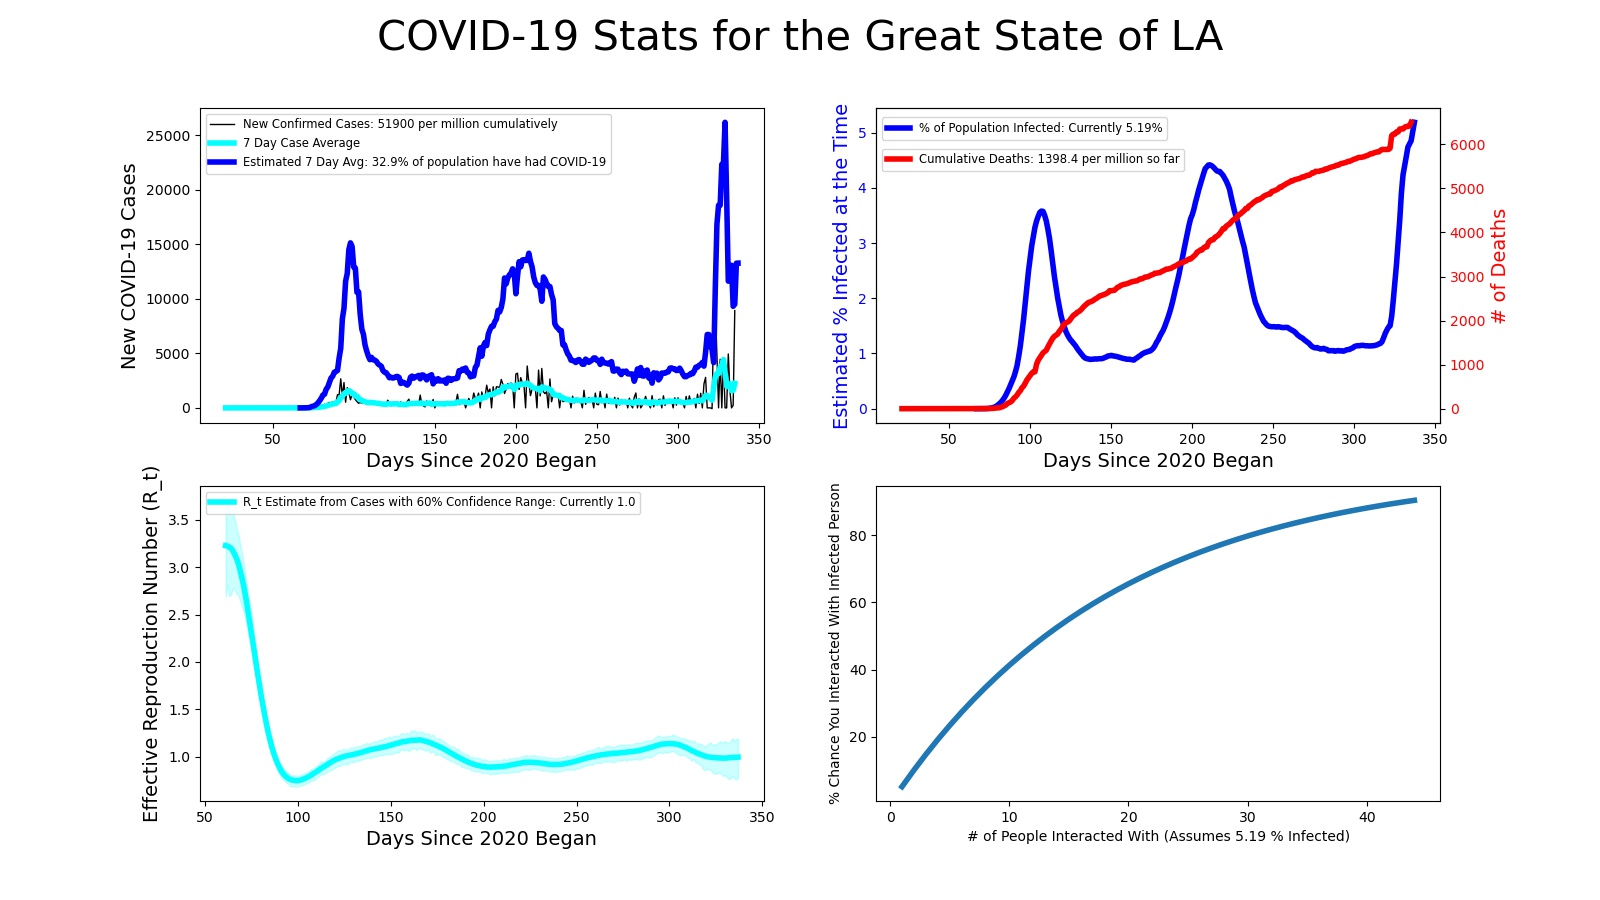 COVID-19 Stats for the Great State of LA
New COVID-19 Cases
25000
20000
15000
10000
5000
0
New Confirmed Cases: 51900 per million cumulatively
7 Day Case Average
Estimated 7 Day Avg: 32.9% of population have had COVID-19
50 100 150 200 250 300 350
Days Since 2020 Began
Estimated % Infected at the Time
5
4
3
2
1
0
% of Population Infected: Currently 5.19%
Cumulative Deaths: 1398.4 per million so far
6000
5000
4000
3000
2000
1000
0
# of Deaths
50 100 150 200 250 300 350
Days Since 2020 Began
Effective Reproduction Number (R_t)
3.5
3.0
2.5
2.0
1.5
1.0
R_t Estimate from Cases with 60% Confidence Range: Currently 1.0
50 100 150 200 250 300 350
Days Since 2020 Began
% Chance You Interacted With Infected Person
80
60
40
20
0 10 20 30 40
# of People Interacted With (Assumes 5.19 % Infected)